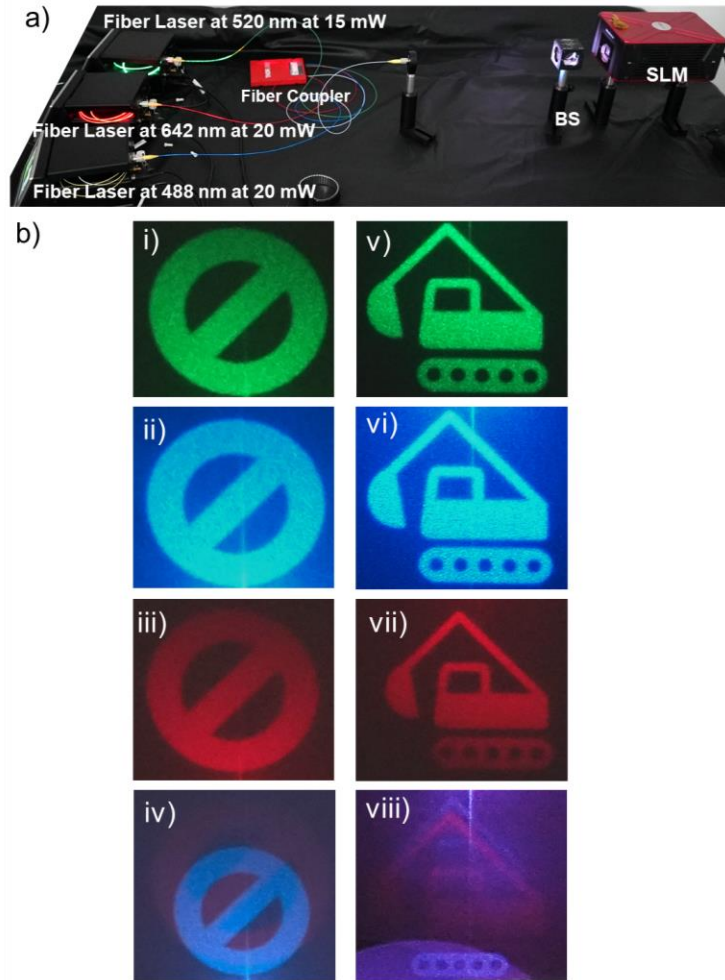 a)
Fiber Laser at 520 nm at 15 mW
Fiber Coupler
SLM
BS
Fiber Laser at 642 nm at 20 mW
Fiber Laser at 488 nm at 20 mW
b)
i)
v)
ii)
vi)
iii)
vii)
iv)
viii)